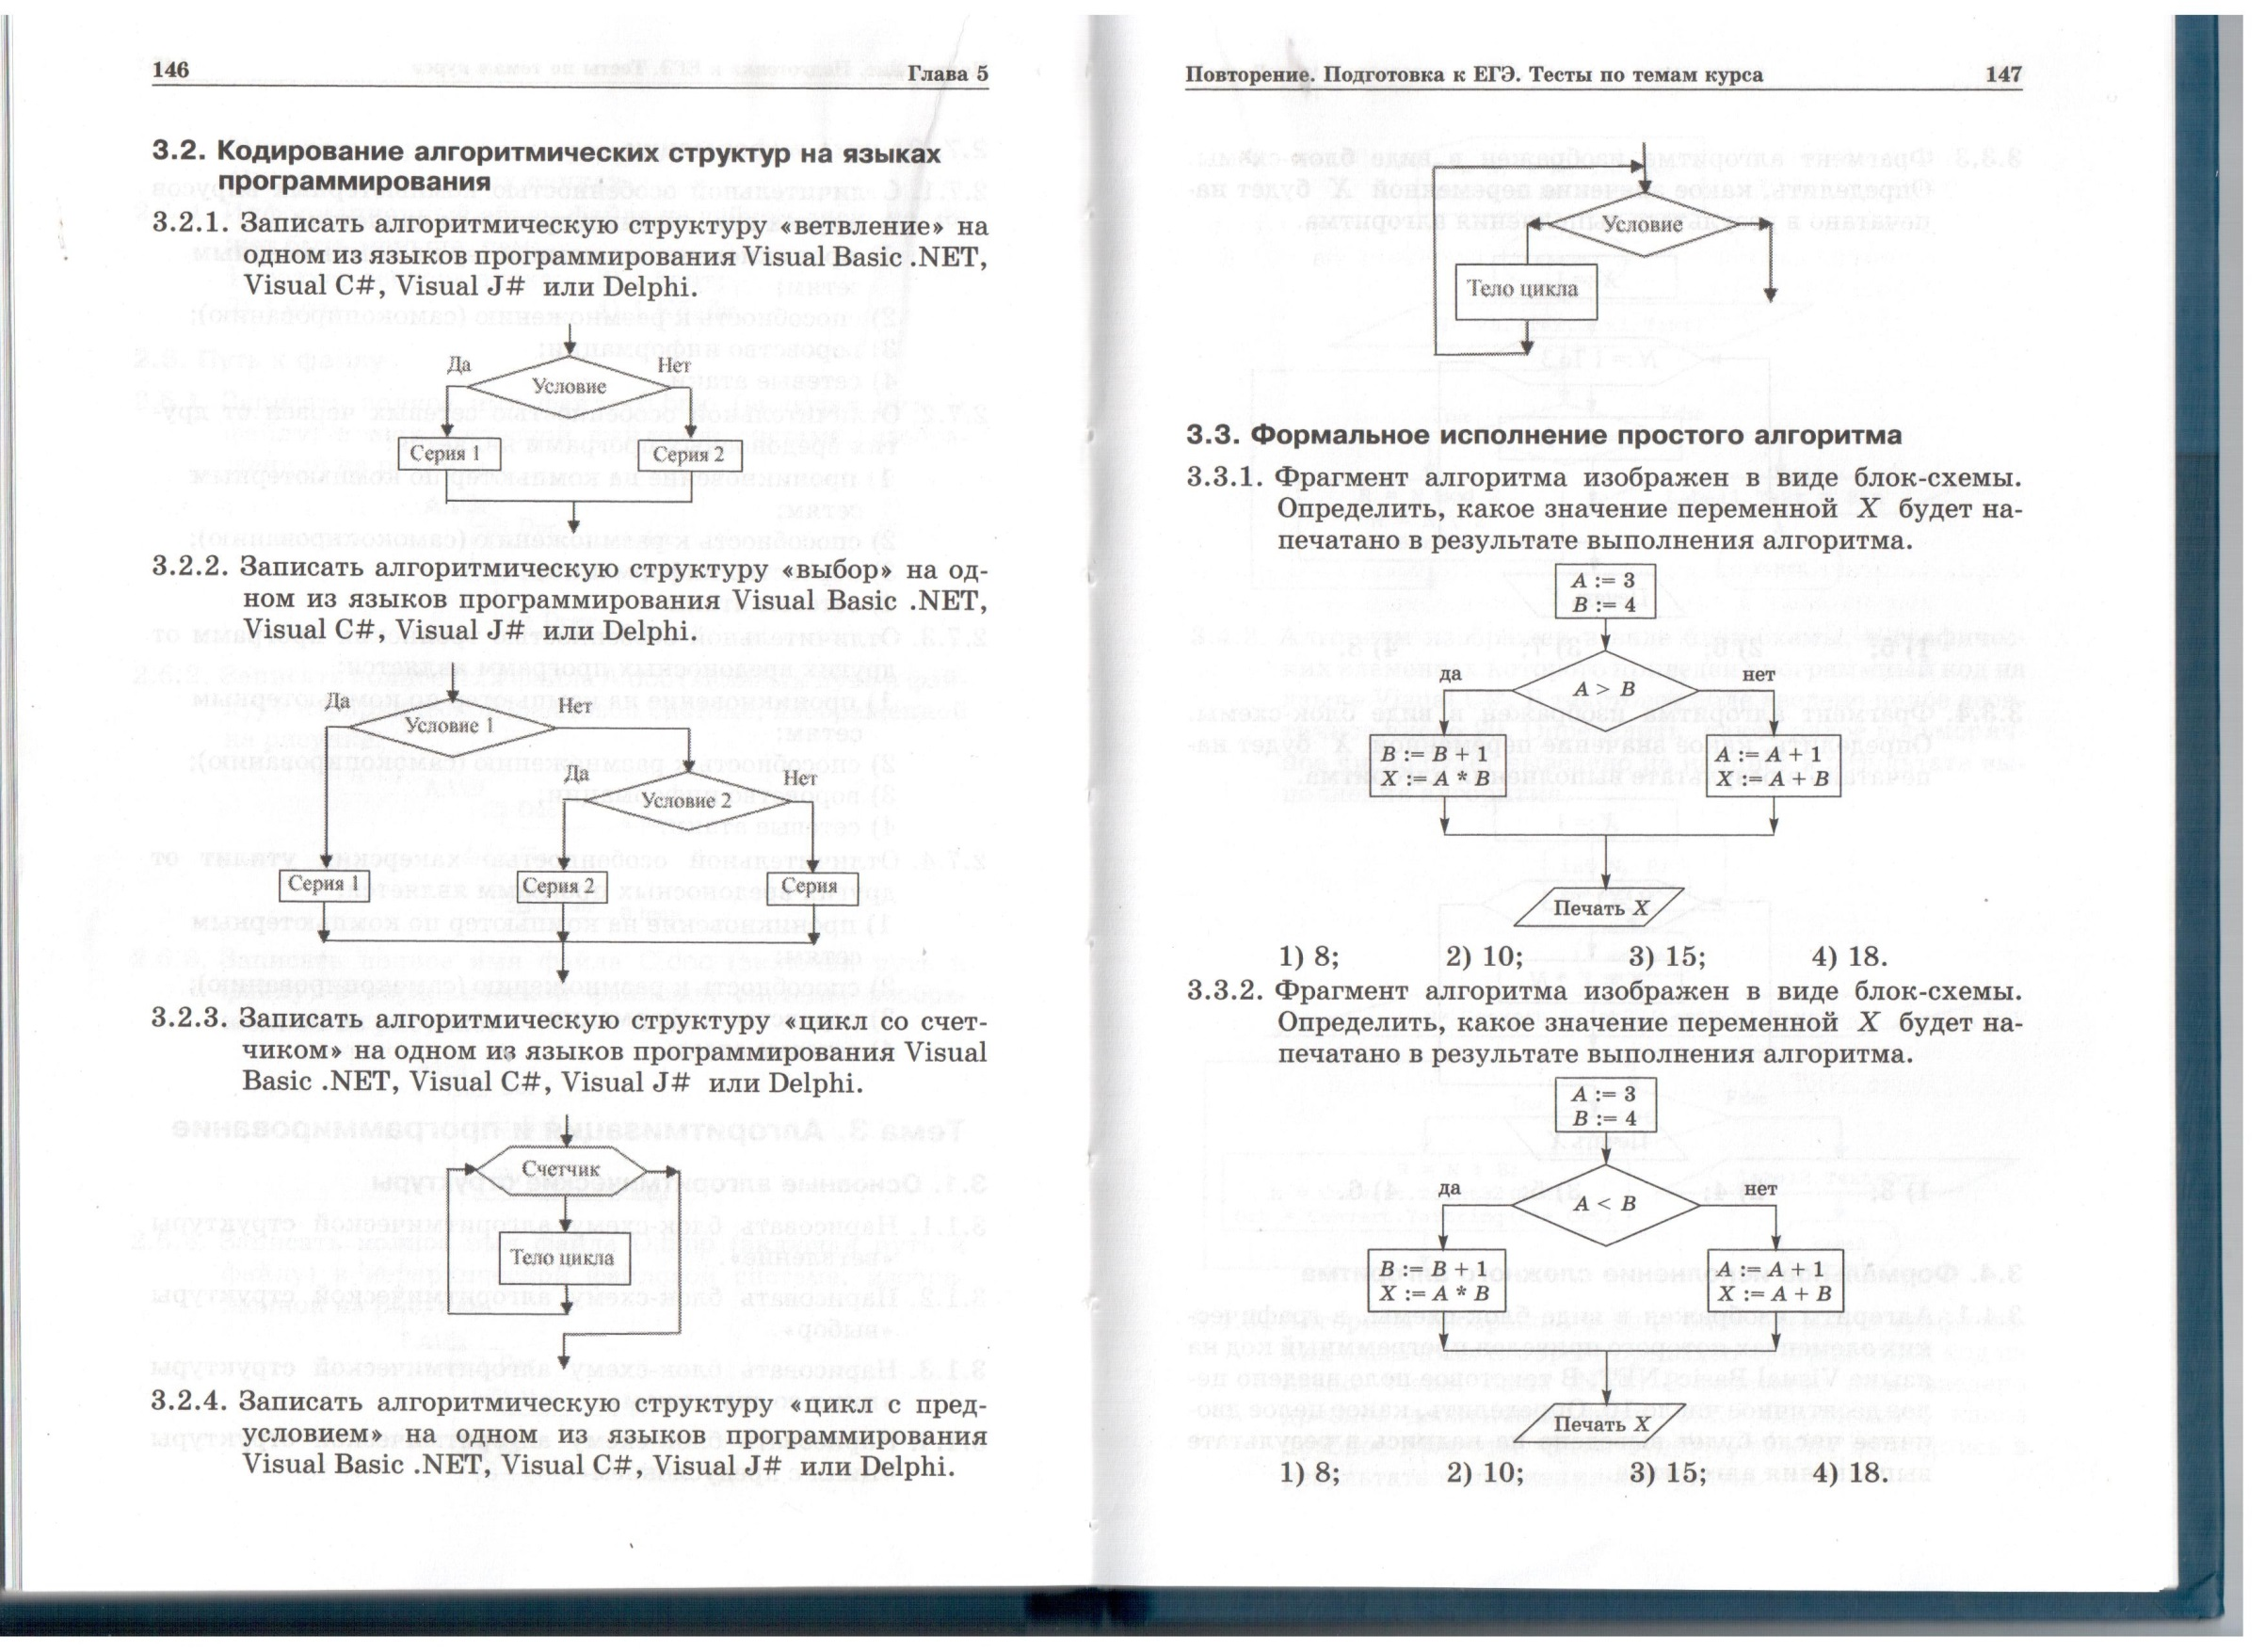 146
Глава 5
3.2. Кодирование алгоритмических структур на языках
программирования
3.2.1. Записать алгоритмическую структуру «ветвление» на
одном из языков программирования Visual Basic .NET,
Visual C#, Visual J# или Delphi.
Да
Нет
Условие
Серия 1
Серия 2
3.2.2. Записать алгоритмическую структуру «выбор» на од-
ном из языков программирования Visual Basic .NET,
Visual C#, Visual J# или Delphi.
Да
Нет
Условие 1
Да
Нет
Условие 2
Серия 1
Серия 2
Серия
3.2.3. Записать алгоритмическую структуру «цикл со счет-
чиком» на одном из языков программирования Visual
Basic .NET, Visual C#, Visual J# или Delphi.
Счетчик
Тело цикла
3.2.4. Записать алгоритмическую структуру «цикл с пред-
условием» на одном из языков программирования
Visual Basic .NET, Visual C#, Visual J# или Delphi.
Повторение. Подготовка к ЕГЭ. Тесты по темам курса
147
Условие
Тело цикла
3.3. Формальное исполнение простого алгоритма
3.3.1. Фрагмент алгоритма изображен в виде блок-схемы.
Определить, какое значение переменной X будет на-
печатано в результате выполнения алгоритма.
A := 3
B := 4
да
нет
A > B
B := B + 1
X := A * B
A := A + 1
X := A + B
Печать X
1) 8; 2) 10; 3) 15; 4) 18.
3.3.2. Фрагмент алгоритма изображен в виде блок-схемы.
Определить, какое значение переменной X будет на-
печатано в результате выполнения алгоритма.
A := 3
B := 4
да
нет
A < B
B := B + 1
X := A * B
A := A + 1
X := A + B
Печать X
1) 8; 2) 10; 3) 15; 4) 18.